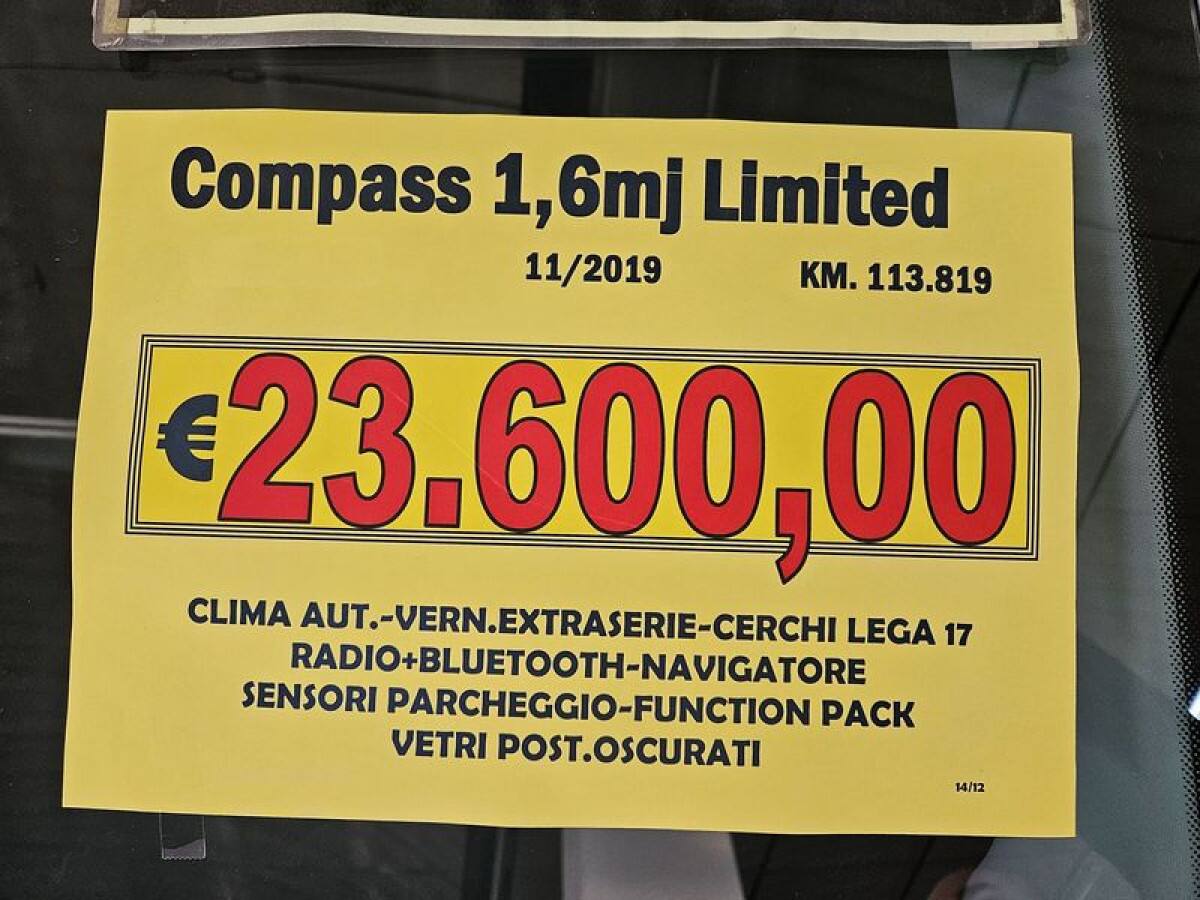 Compass 1,6mj Limited
11/2019 KM. 113.819
€23.600,00
CLIMA AUT.-VERN.EXTRASERIE-CERCHI LEGA 17
RADIO+BLUETOOTH-NAVIGATORE
SENSORI PARCHEGGIO-FUNCTION PACK
VETRI POST.OSCURATI
14/12